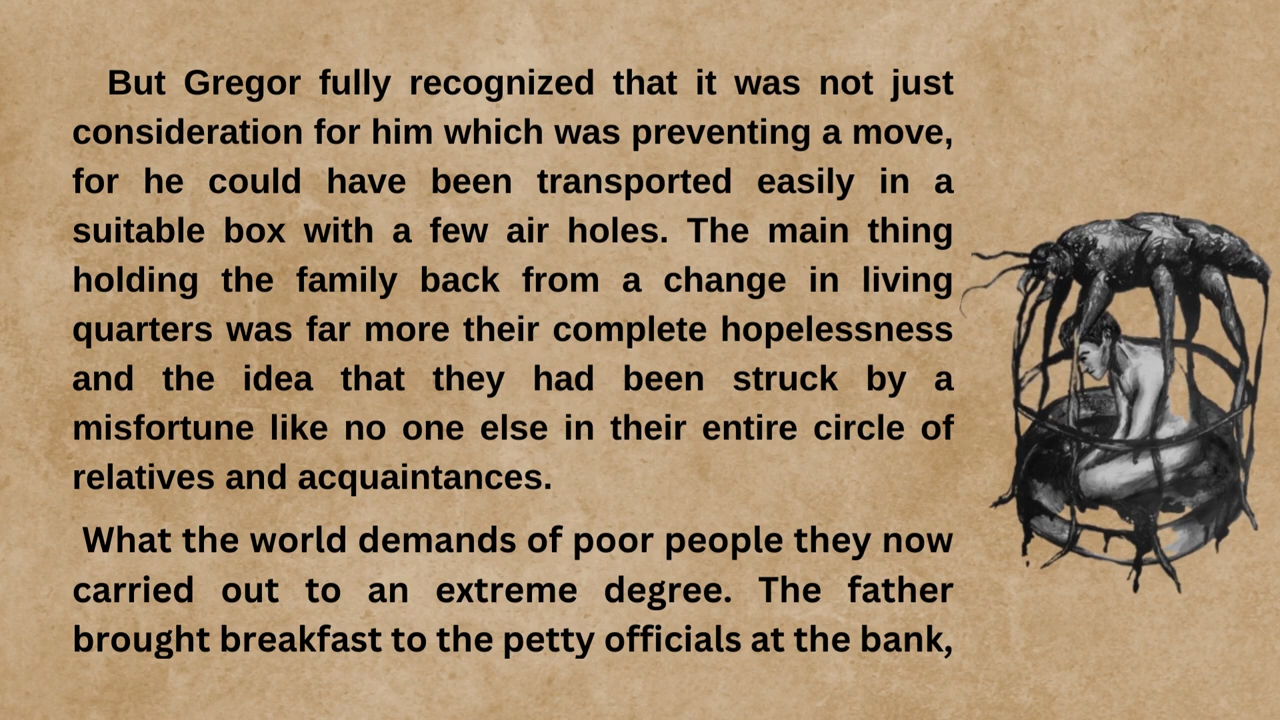 But Gregor fully recognized that it was not just
consideration for him which was preventing a move,
for he could have been transported easily in a
suitable box with a few air holes. The main thing
holding the family back from a change in living
quarters was far more their complete hopelessness
and the idea that they had been struck by a
misfortune like no one else in their entire circle of
relatives and acquaintances.
What the world demands of poor people they now
carried out to an extreme degree. The father
brought breakfast to the petty officials at the bank,